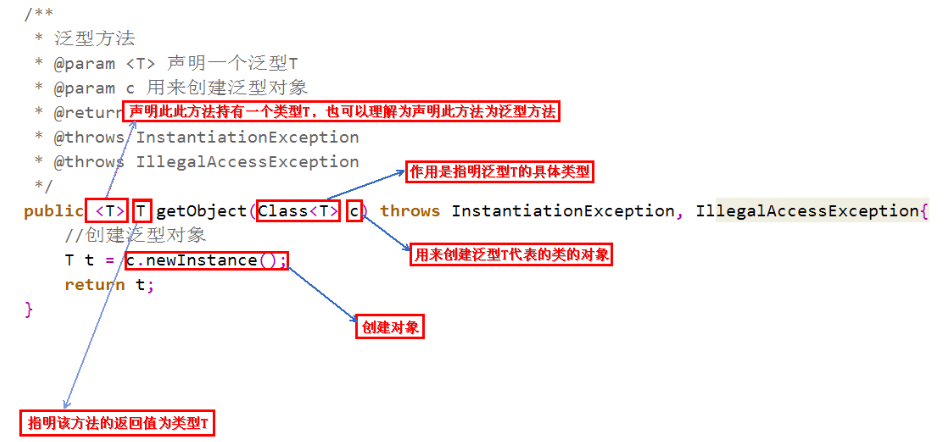 /**
* 泛型方法
* @param <T> 声明一个泛型T
* @param c 用来创建泛型对象
* @return 声明此此方法持有一个类型T，也可以理解为声明此方法为泛型方法
* @throws InstantiationException
* @throws IllegalAccessException
作用是指明泛型T的具体类型
*/
public <T> T getObject(Class<T> c) throws InstantiationException, IllegalAccessException{
//创建泛型对象
用来创建泛型T代表的类的对象
T t = c.newInstance();
return t;
}
创建对象
指明该方法的返回值为类型T